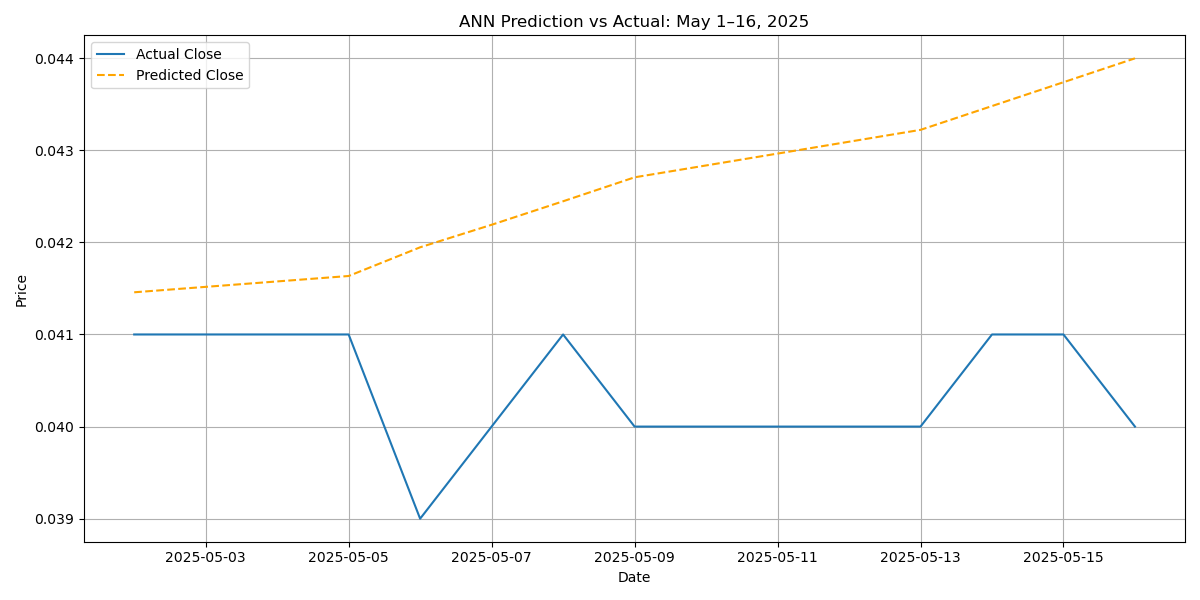 ANN Prediction vs Actual: May 1–16, 2025
Actual Close
Predicted Close
0.044
0.043
0.042
0.041
0.040
0.039
Price
2025-05-03
2025-05-05
2025-05-07
2025-05-09
2025-05-11
2025-05-13
2025-05-15
Date